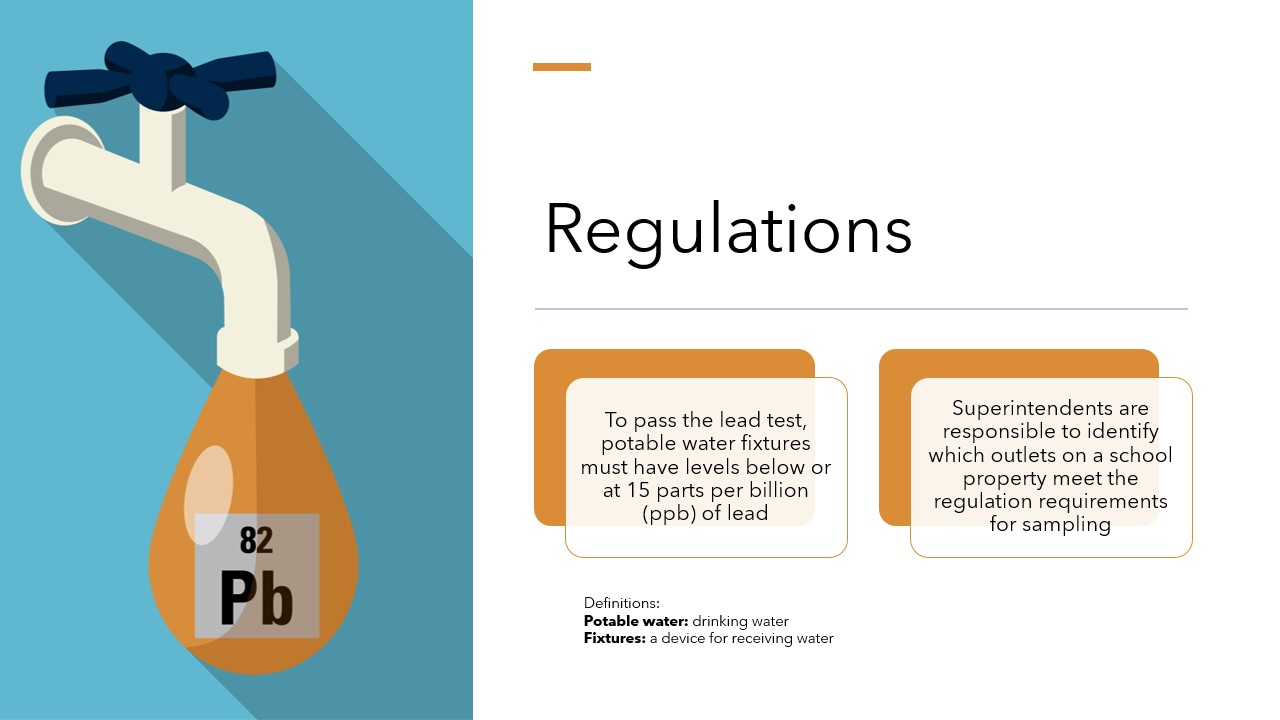 82
Pb
Regulations
To pass the lead test,
potable water fixtures
must have levels below or
at 15 parts per billion
(ppb) of lead
Superintendents are
responsible to identify
which outlets on a school
property meet the
regulation requirements
for sampling
Definitions:
Potable water: drinking water
Fixtures: a device for receiving water